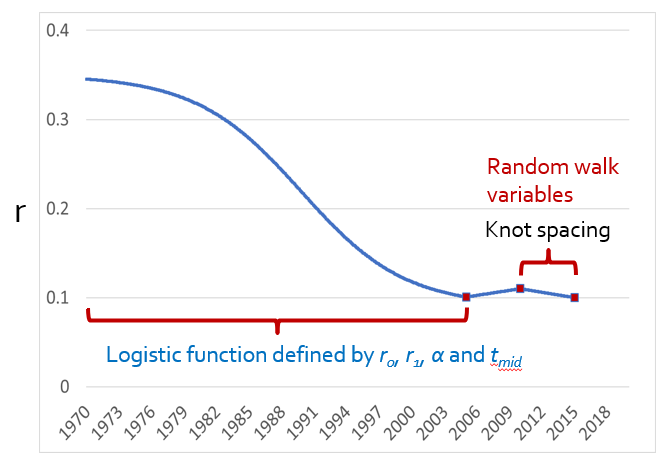 0.4
0.3
0.2
0.1
0
r
Random walk
variables
Knot spacing
Logistic function defined by r₀, r₁, α and t_mid
1970 1973 1976 1979 1982 1985 1988 1991 1994 1997 2000 2003 2006 2009 2012 2015 2018